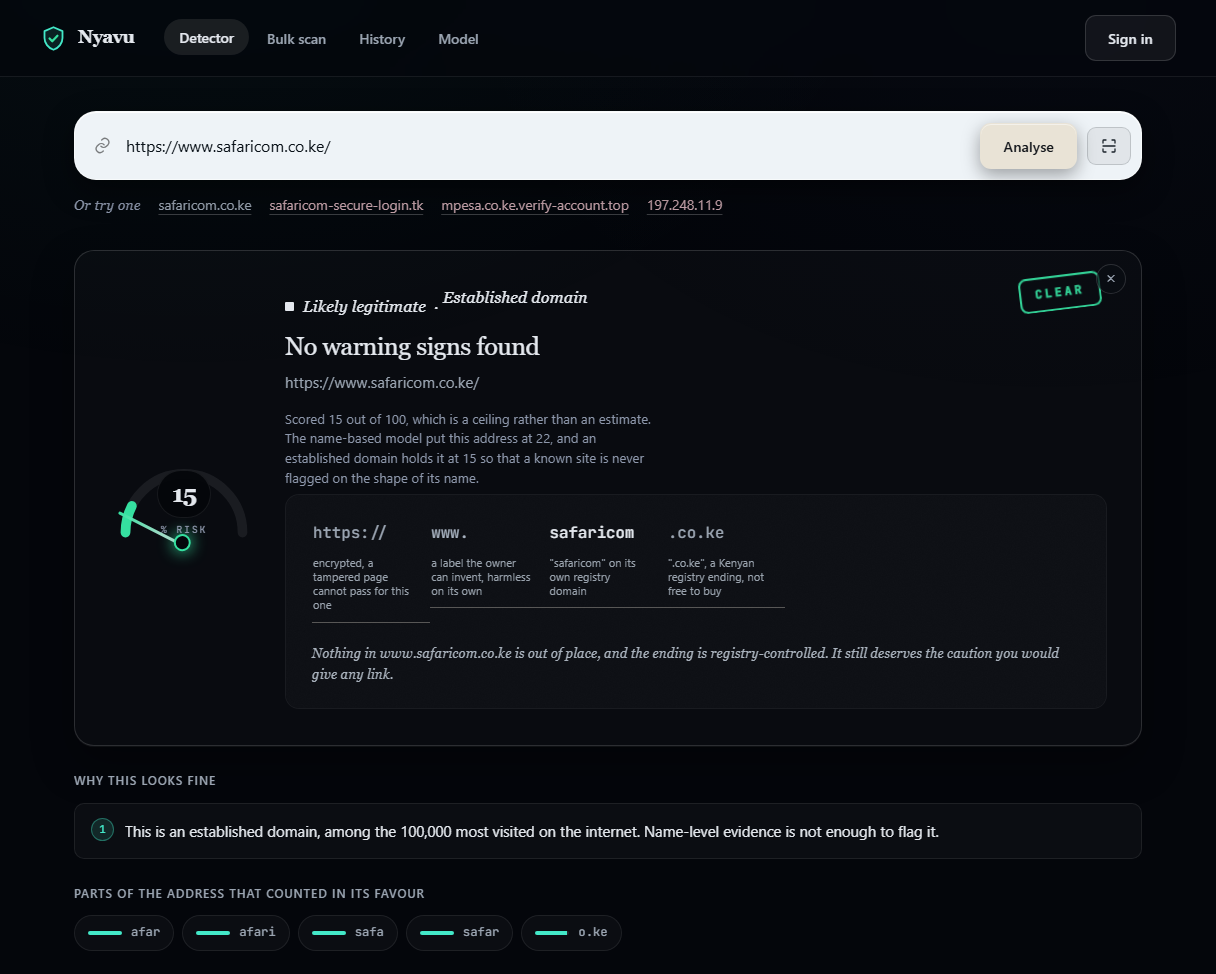 Nyavu
Detector
Bulk scan
History
Model
Sign in
https://www.safaricom.co.ke/
Analyse
Or try one
safaricom.co.ke
safaricom-secure-login.tk
mpesa.co.ke.verify-account.top
197.248.11.9
Likely legitimate · Established domain
CLEAR
×
No warning signs found
https://www.safaricom.co.ke/
Scored 15 out of 100, which is a ceiling rather than an estimate.
The name-based model put this address at 22, and an
established domain holds it at 15 so that a known site is never
flagged on the shape of its name.
15
% RISK
https://
www.
safaricom
.co.ke
encrypted, a
tampered page
cannot pass for this
one
a label the owner
can invent, harmless
on its own
"safaricom" on its
own registry
domain
".co.ke", a Kenyan
registry ending, not
free to buy
Nothing in www.safaricom.co.ke is out of place, and the ending is registry-controlled. It still deserves the caution you would
give any link.
WHY THIS LOOKS FINE
1 This is an established domain, among the 100,000 most visited on the internet. Name-level evidence is not enough to flag it.
PARTS OF THE ADDRESS THAT COUNTED IN ITS FAVOUR
afar
afari
safa
safar
o.ke